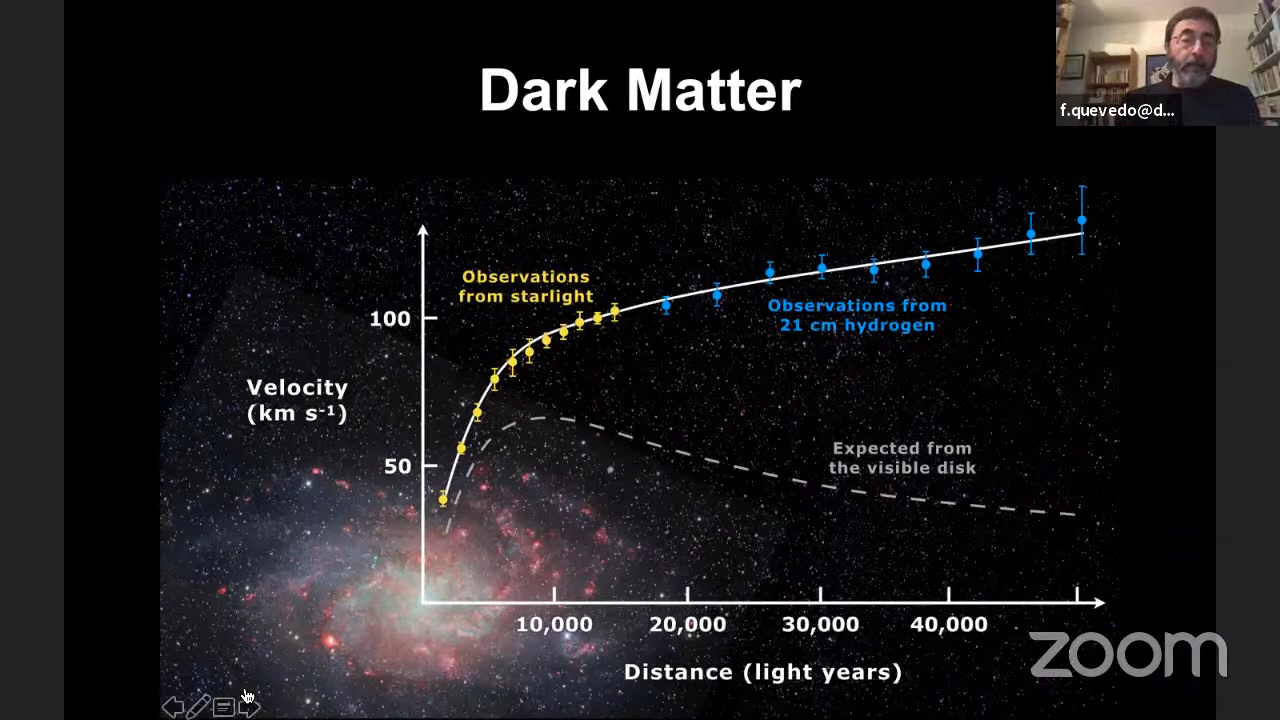 Dark Matter
f.quevedo@d...
Observations
from starlight
100
Observations from
21 cm hydrogen
Velocity
(km s-1)
Expected from
the visible disk
50
10,000
20,000
30,000
40,000
Distance (light years)
zoom